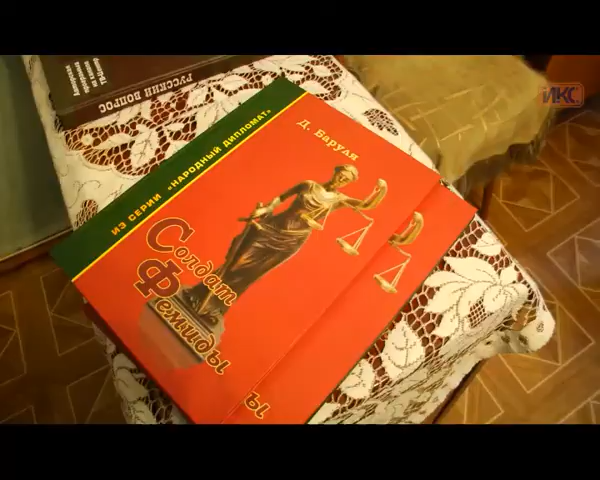 РУССКИЙ ВОПРОС
ИКС
Д. Баруля
ИЗ СЕРИИ «НАРОДНЫЙ ДИПЛОМАТ»
Солдат
Фемиды
ы